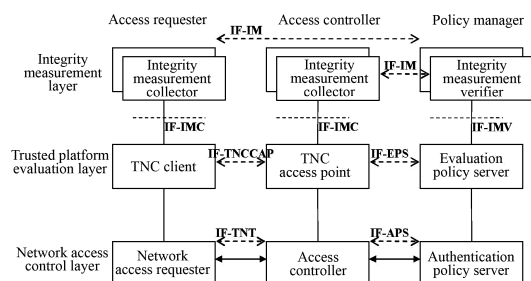 Access requester Access controller Policy manager
IF-IM
Integrity
measurement
layer
Integrity
measurement
collector
Integrity
measurement
collector
IF-IM
Integrity
measurement
verifier
IF-IMC IF-IMC IF-IMV
Trusted platform
evaluation layer
TNC client
IF-TNCCAP
TNC
access point
IF-EPS
Evaluation
policy server
IF-TNT IF-APS
Network access
control layer
Network
access requester
Access
controller
Authentication
policy server